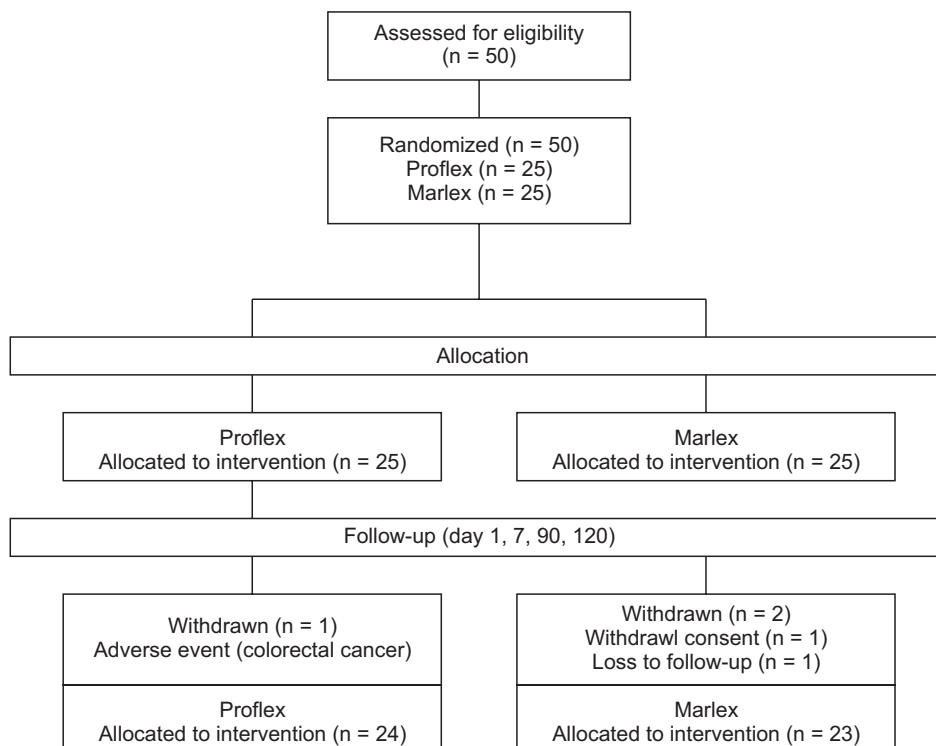 Assessed for eligibility
(n = 50)
Randomized (n = 50)
Proflex (n = 25)
Marlex (n = 25)
Allocation
Proflex
Allocated to intervention (n = 25)
Marlex
Allocated to intervention (n = 25)
Follow-up (day 1, 7, 90, 120)
Withdrawn (n = 1)
Adverse event (colorectal cancer)
Withdrawn (n = 2)
Withdrawl consent (n = 1)
Loss to follow-up (n = 1)
Proflex
Allocated to intervention (n = 24)
Marlex
Allocated to intervention (n = 23)